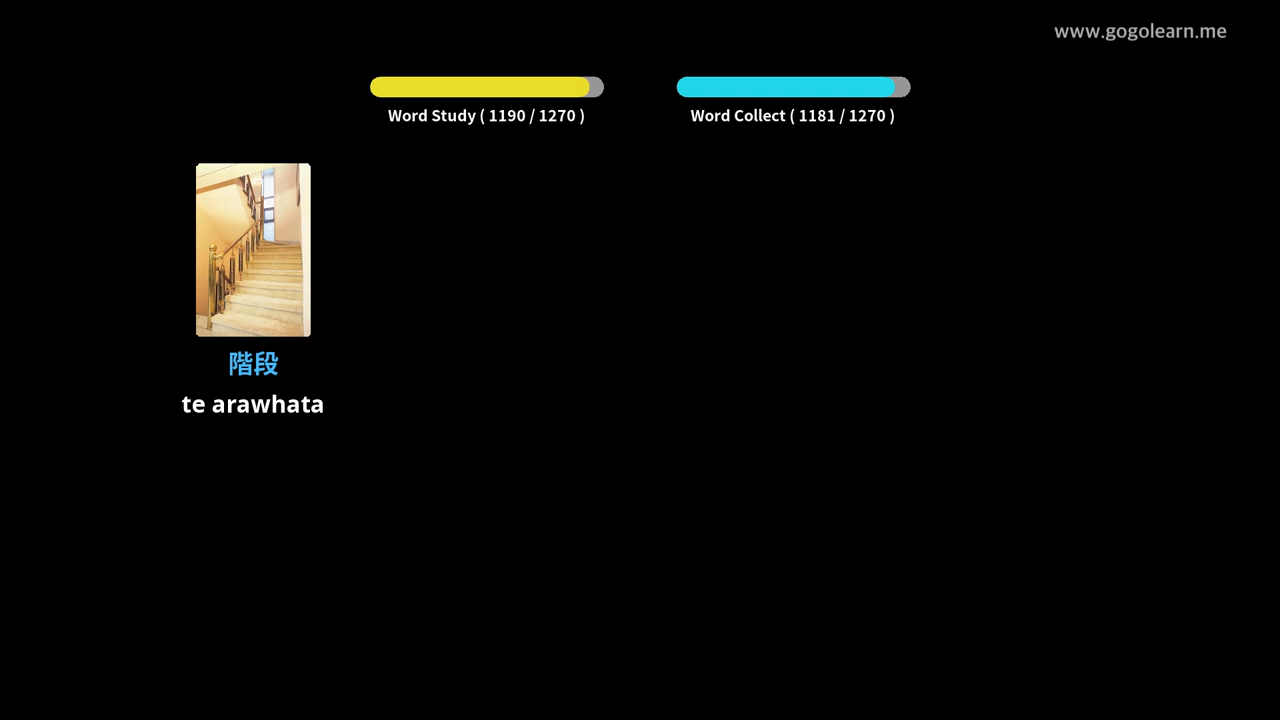 www.gogolearn.me
Word Study ( 1190 / 1270 )
Word Collect ( 1181 / 1270 )
階段
te arawhata